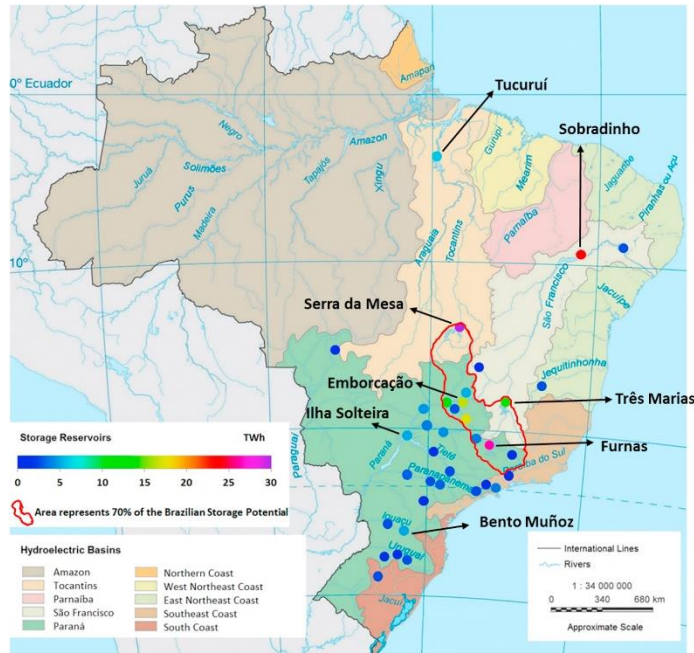 Amapari
Tucuruí
0º Ecuador
Sobradinho
Negro
Amazon
Gurupi
Mearim
Jaguaribe
Piranhas ou Açu
Juruá
Solimões
Purus
Madeira
Tapajós
Xingu
Parnaíba
Araguaia
Tocantins
10º
São Francisco
Jacuípe
Serra da Mesa
Jequitinhonha
Emborcação
Três Marias
Ilha Solteira
Storage Reservoirs TWh
0 5 10 15 20 25 30
Area represents 70% of the Brazilian Storage Potential
Paraguai
Paraná
Tietê
Furnas
Paraíba do Sul
Paranapanema
Iguaçu
Bento Muñoz
Uruguai
Jacuí
Hydroelectric Basins
Amazon
Tocantins
Parnaíba
São Francisco
Paraná
Northern Coast
West Northeast Coast
East Northeast Coast
Southeast Coast
South Coast
International Lines
Rivers
1 : 34 000 000
0 340 680 km
Approximate Scale